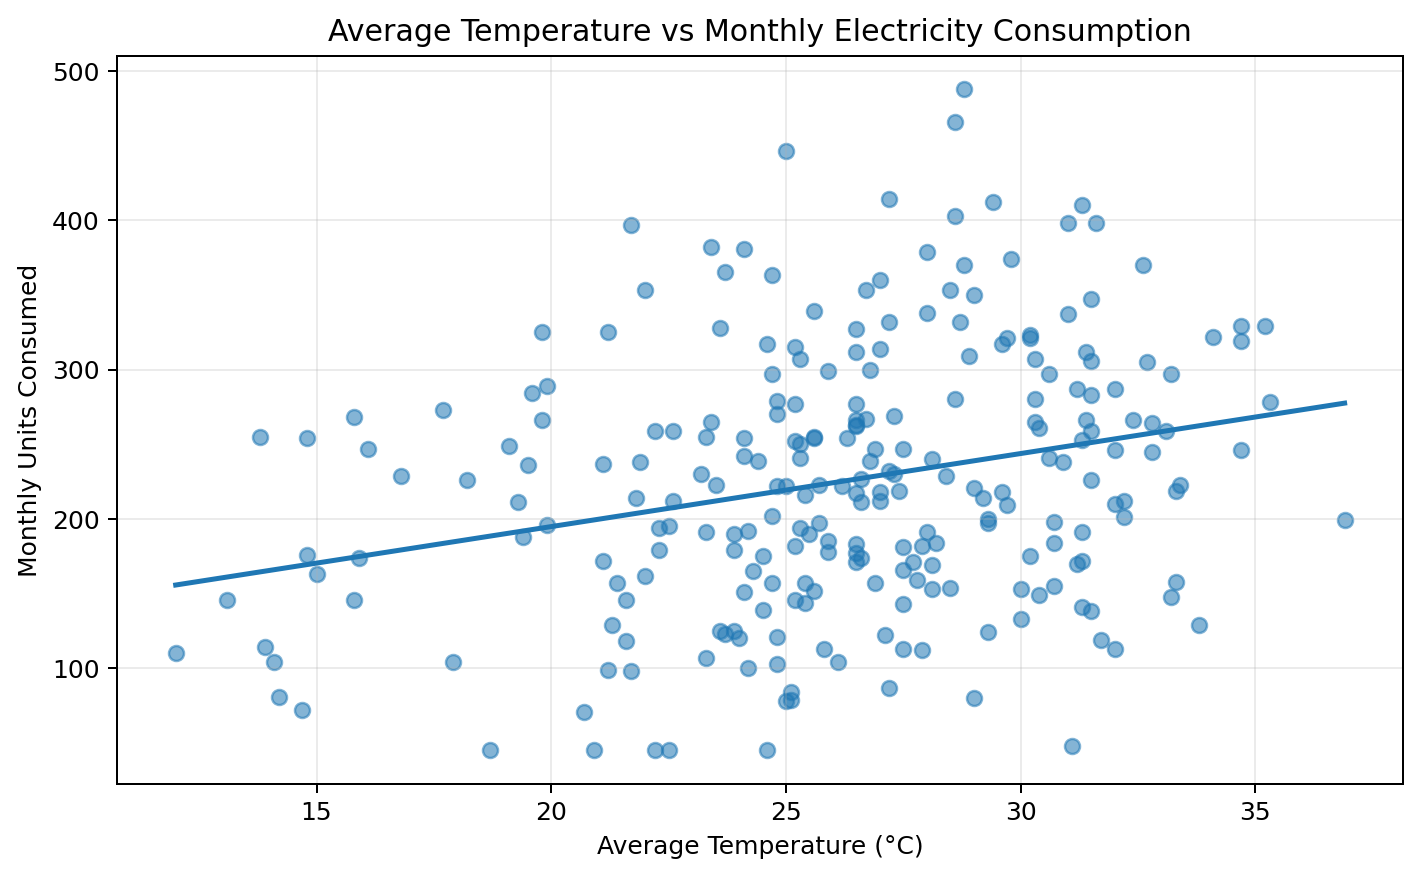 Average Temperature vs Monthly Electricity Consumption
Monthly Units Consumed
500
400
300
200
100
15 20 25 30 35
Average Temperature (°C)